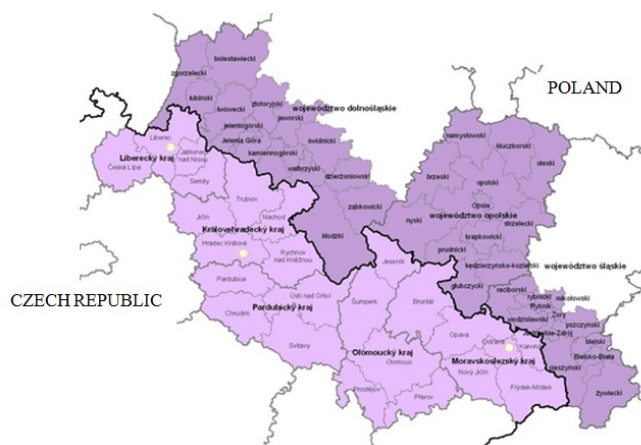 bolesławiecki
POLAND
zgorzelecki
lubiński
lwówecki
złotoryjski
województwo dolnośląskie
jaworski
jeleniogórski
świdnicki
Jelenia Góra
kamiennogórski
wałbrzyski
dzierżoniowski
ząbkowicki
kłodzki
namysłowski
kluczborski
oleski
brzeski
opolski
Opole
nyski
województwo opolskie
strzelecki
krapkowicki
prudnicki
kędzierzyńsko-kozielski
województwo śląskie
głubczycki
raciborski
rybnicki
mikołowski
Rybnik
Żory
wodzisławski
pszczyński
Jastrzębie-Zdrój
bielski
Bielsko-Biała
cieszyński
żywiecki
Liberec
Jablonec
nad Nisou
Liberecký kraj
Česká Lípa
Semily
Trutnov
Jičín
Náchod
Královehradecký kraj
Hradec Králové
Rychnov
nad Kněžnou
CZECH REPUBLIC
Pardubice
Ústí nad Orlicí
Pardubický kraj
Chrudim
Svitavy
Jeseník
Šumperk
Bruntál
Olomoucký kraj
Olomouc
Prostějov
Přerov
Opava
Ostrava
Karviná
Moravskoslezský kraj
Nový Jičín
Frýdek-Místek